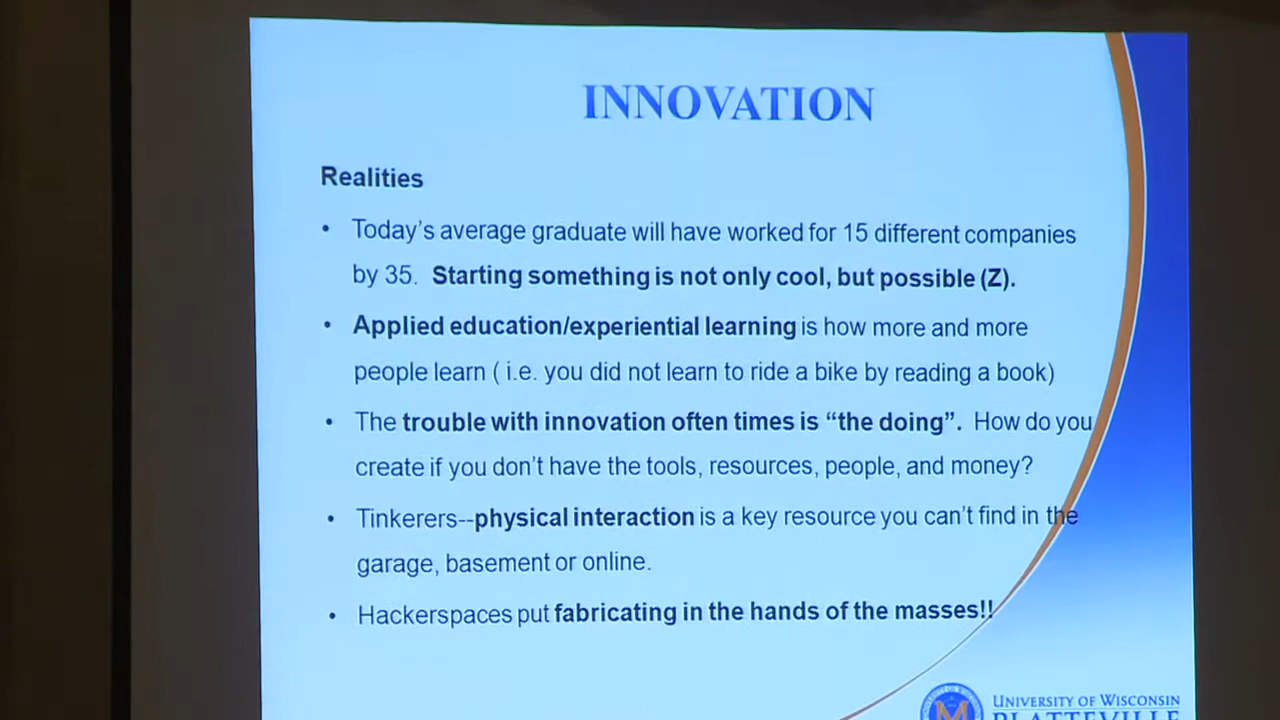 INNOVATION
Realities
• Today’s average graduate will have worked for 15 different companies
by 35. Starting something is not only cool, but possible (Z).
• Applied education/experiential learning is how more and more
people learn ( i.e. you did not learn to ride a bike by reading a book)
• The trouble with innovation often times is “the doing”. How do you
create if you don’t have the tools, resources, people, and money?
• Tinkerers--physical interaction is a key resource you can’t find in the
garage, basement or online.
• Hackerspaces put fabricating in the hands of the masses!!
UNIVERSITY OF WISCONSIN
PLATTEVILLE